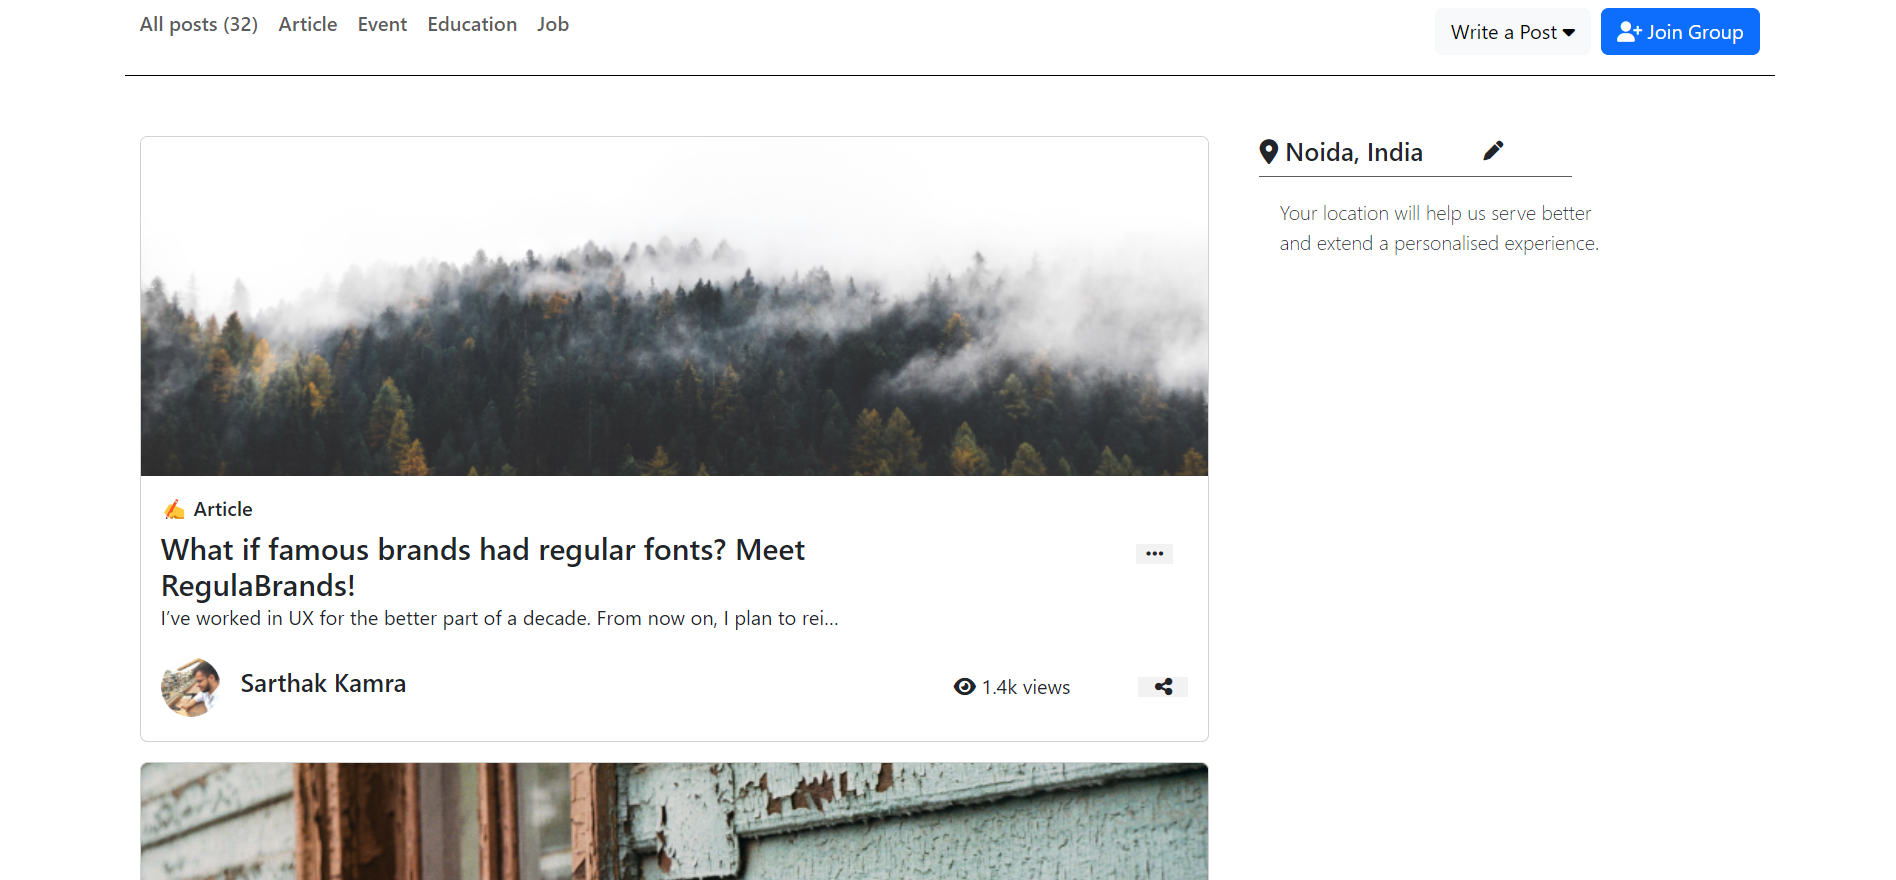 All posts (32) Article Event Education Job
Write a Post Join Group
Noida, India
Your location will help us serve better
and extend a personalised experience.
✍️ Article
What if famous brands had regular fonts? Meet
RegulaBrands!
I’ve worked in UX for the better part of a decade. From now on, I plan to rei...
Sarthak Kamra
1.4k views